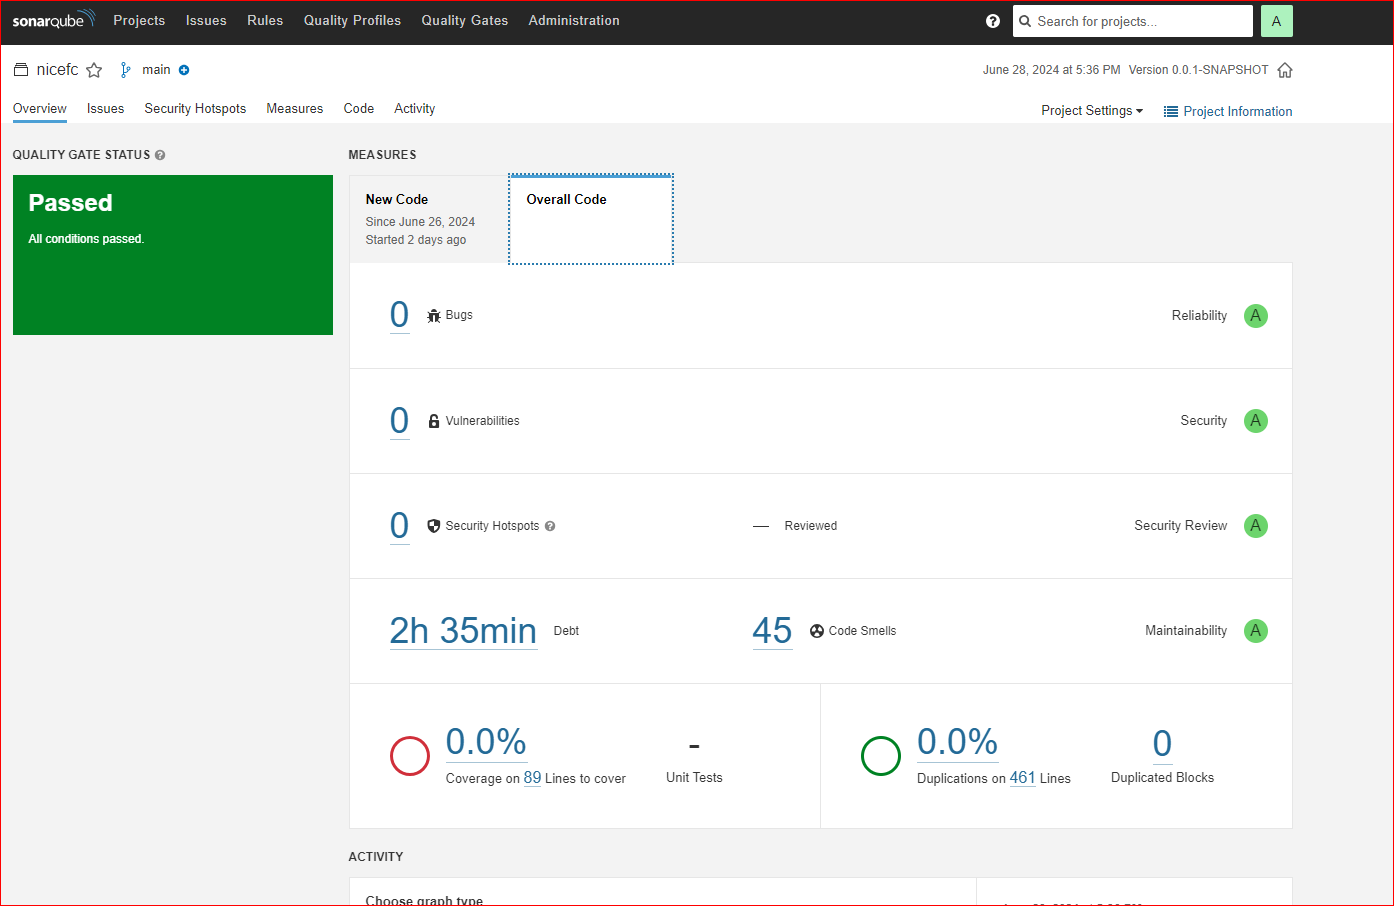 sonarqube Projects Issues Rules Quality Profiles Quality Gates Administration ? Search for projects... A
nicefc main June 28, 2024 at 5:36 PM Version 0.0.1-SNAPSHOT
Overview Issues Security Hotspots Measures Code Activity Project Settings Project Information
QUALITY GATE STATUS ?
Passed
All conditions passed.
MEASURES
New Code
Since June 26, 2024
Started 2 days ago
Overall Code
0 Bugs Reliability A
0 Vulnerabilities Security A
0 Security Hotspots ? — Reviewed Security Review A
2h 35min Debt 45 Code Smells Maintainability A
0.0%
Coverage on 89 Lines to cover
-
Unit Tests
0.0%
Duplications on 461 Lines
0
Duplicated Blocks
ACTIVITY
Choose graph type